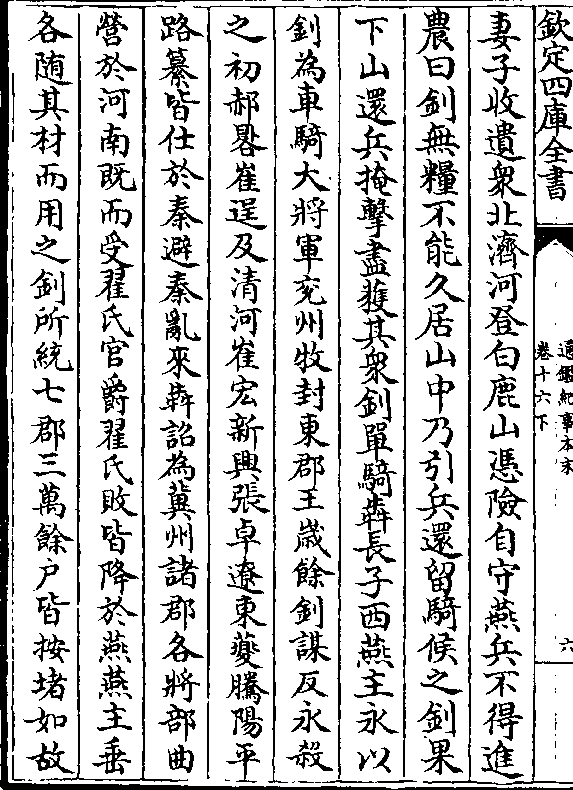 欽定四庫全書
通鑑紀事本末
卷十六下
六
妻子收遺衆北濟河登白鹿山憑險自守燕兵不得進
農曰釗無糧不能久居山中乃引兵還留騎候之釗果
下山還兵掩擊盡獲其衆釗單騎犇長子西燕主永以
釗為車騎大將軍兖州牧封東郡王歲餘釗謀反永殺
之初郝晷崔逞及清河崔宏新興張卓遼東夔騰陽平
路纂皆仕於秦避秦亂來犇詔為冀州諸郡各將部曲
營於河南既而受翟氏官爵翟氏敗皆降於燕燕主垂
各随其材而用之釗所統七郡三萬餘户皆按堵如故